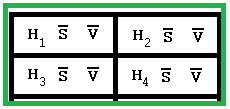 H₁ S̅ V̅ H₂ S̅ V̅
H₃ S̅ V̅ H₄ S̅ V̅